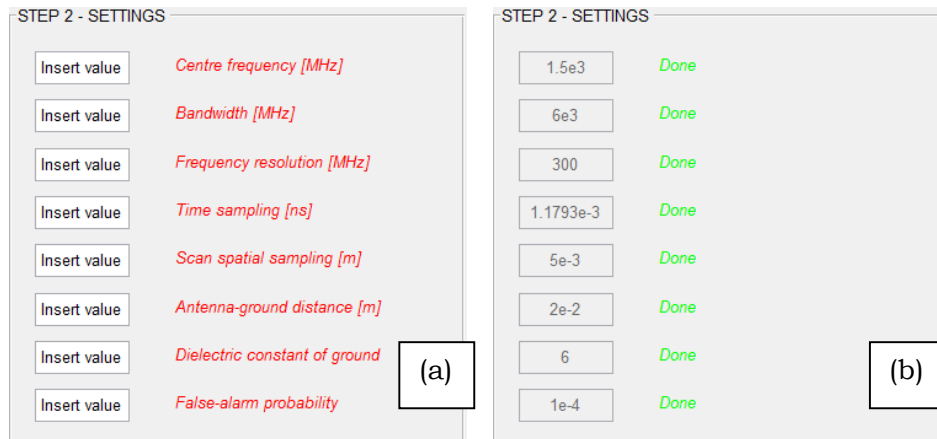 STEP 2 - SETTINGS
Insert value Centre frequency [MHz]
Insert value Bandwidth [MHz]
Insert value Frequency resolution [MHz]
Insert value Time sampling [ns]
Insert value Scan spatial sampling [m]
Insert value Antenna-ground distance [m]
Insert value Dielectric constant of ground
Insert value False-alarm probability
(a)
STEP 2 - SETTINGS
1.5e3 Done
6e3 Done
300 Done
1.1793e-3 Done
5e-3 Done
2e-2 Done
6 Done
1e-4 Done
(b)